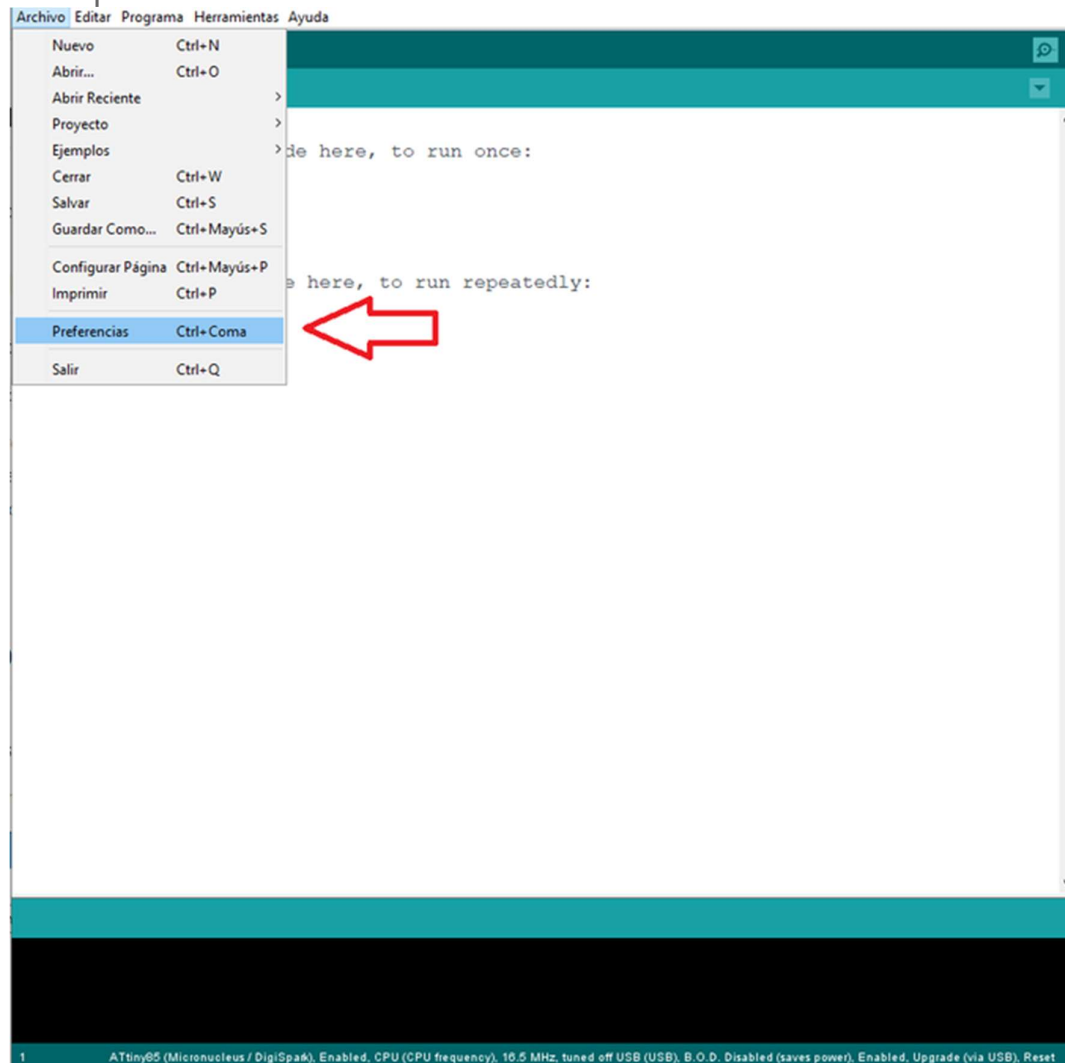 Archivo Editar Programa Herramientas Ayuda
Nuevo Ctrl+N
Abrir... Ctrl+O
Abrir Reciente >
Proyecto >
Ejemplos > de here, to run once:
Cerrar Ctrl+W
Salvar Ctrl+S
Guardar Como... Ctrl+Mayús+S
Configurar Página Ctrl+Mayús+P
Imprimir Ctrl+P e here, to run repeatedly:
Preferencias Ctrl+Coma
Salir Ctrl+Q
1 ATtiny85 (Micronucleus / DigiSpark), Enabled, CPU (CPU frequency), 16.5 MHz, tuned off USB (USB), B.O.D. Disabled (saves power), Enabled, Upgrade (via USB), Reset